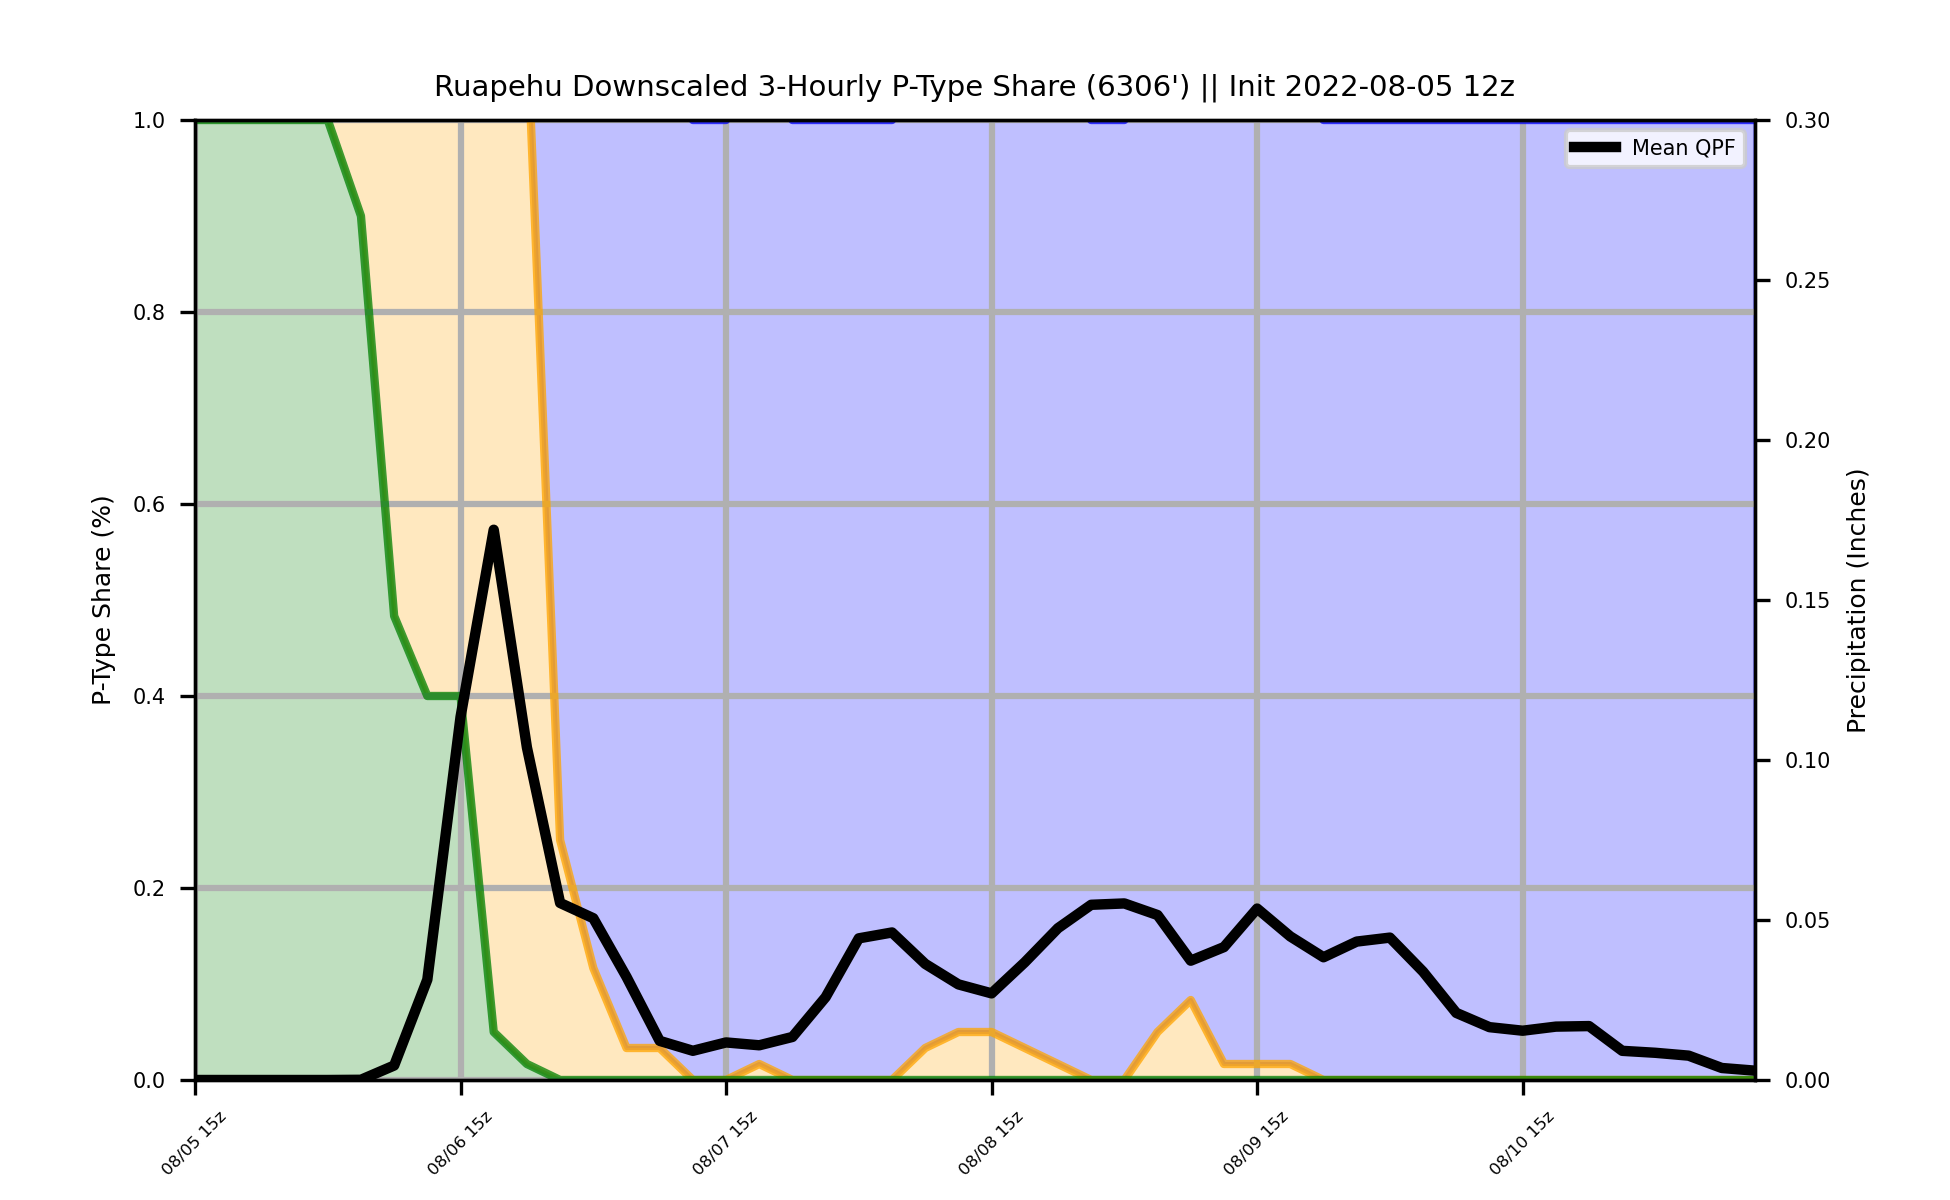 Ruapehu Downscaled 3-Hourly P-Type Share (6306') || Init 2022-08-05 12z
Mean QPF
P-Type Share (%)
1.0
0.8
0.6
0.4
0.2
0.0
0.30
0.25
0.20
0.15
0.10
0.05
0.00
Precipitation (Inches)
08/05 15z
08/06 15z
08/07 15z
08/08 15z
08/09 15z
08/10 15z